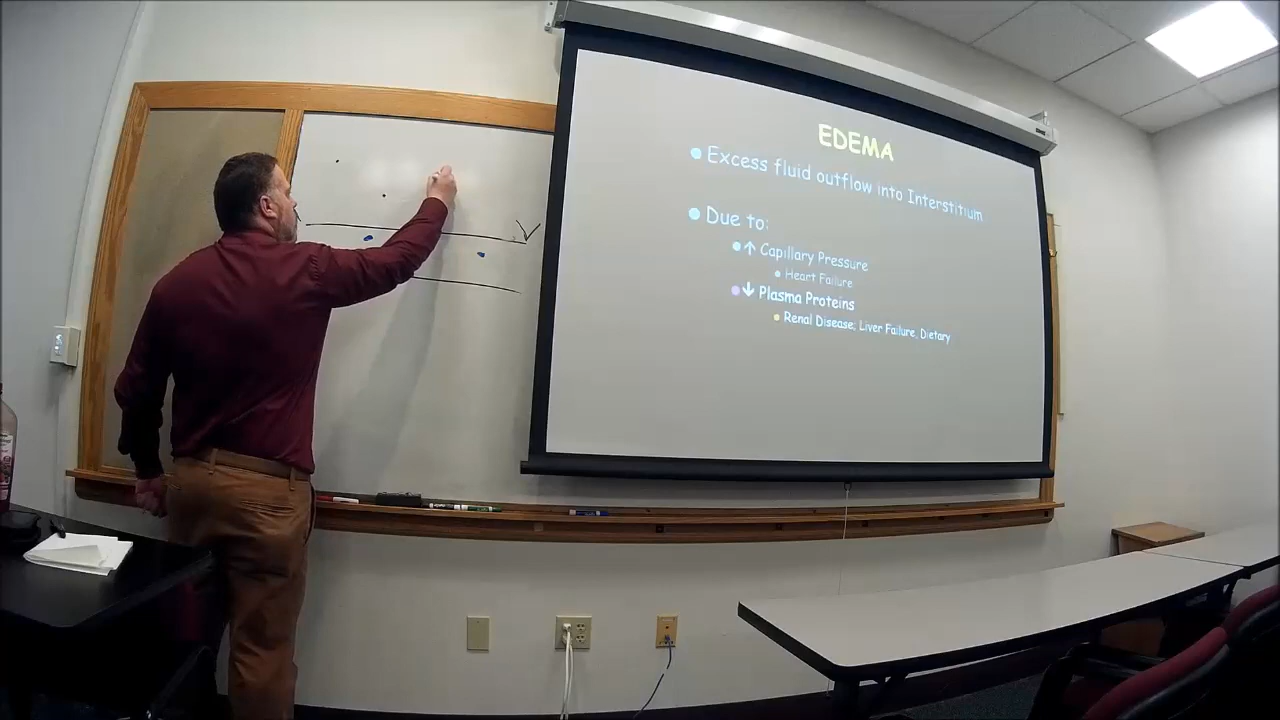 EDEMA
• Excess fluid outflow into Interstitium
• Due to:
• ↑ Capillary Pressure
• Heart Failure
• ↓ Plasma Proteins
• Renal Disease; Liver Failure, Dietary
V